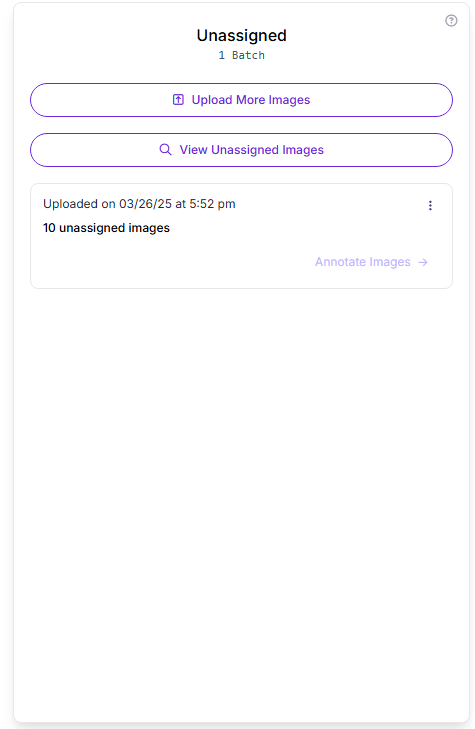 Unassigned
1 Batch
Upload More Images
View Unassigned Images
Uploaded on 03/26/25 at 5:52 pm
10 unassigned images
Annotate Images →